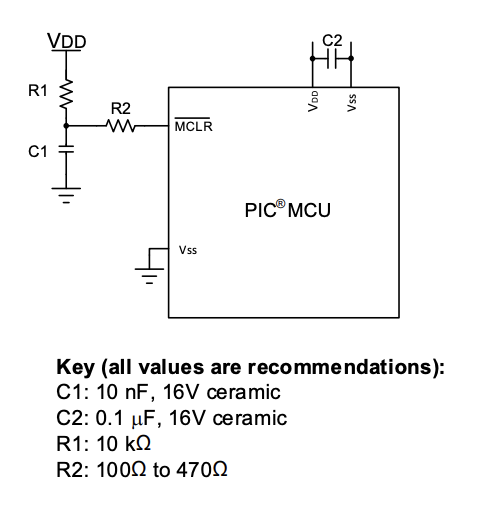 VDD
C2
R1
R2
VDD
Vss
MCLR
C1
PIC® MCU
Vss
Key (all values are recommendations):
C1: 10 nF, 16V ceramic
C2: 0.1 μF, 16V ceramic
R1: 10 kΩ
R2: 100Ω to 470Ω